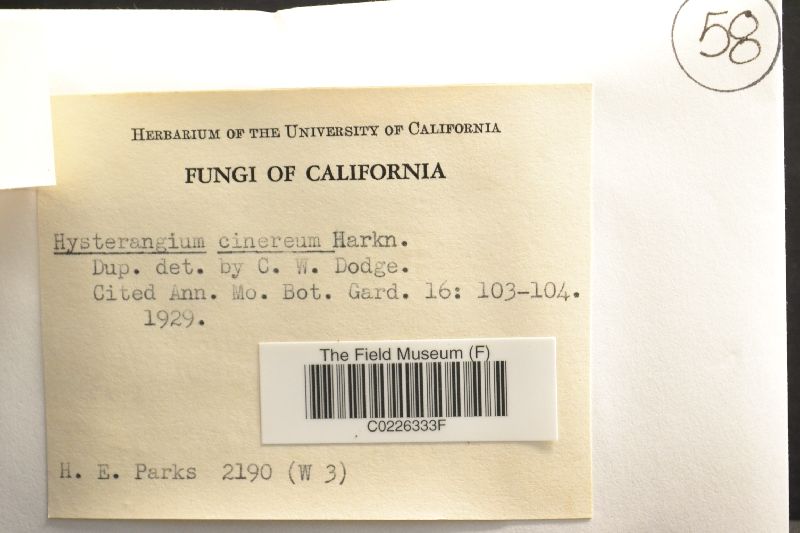 58
HERBARIUM OF THE UNIVERSITY OF CALIFORNIA
FUNGI OF CALIFORNIA
Hysterangium cinereum Harkn.
Dup. det. by C. W. Dodge.
Cited Ann. Mo. Bot. Gard. 16: 103-104.
1929.
The Field Museum (F)
C0226333F
H. E. Parks 2190 (W 3)